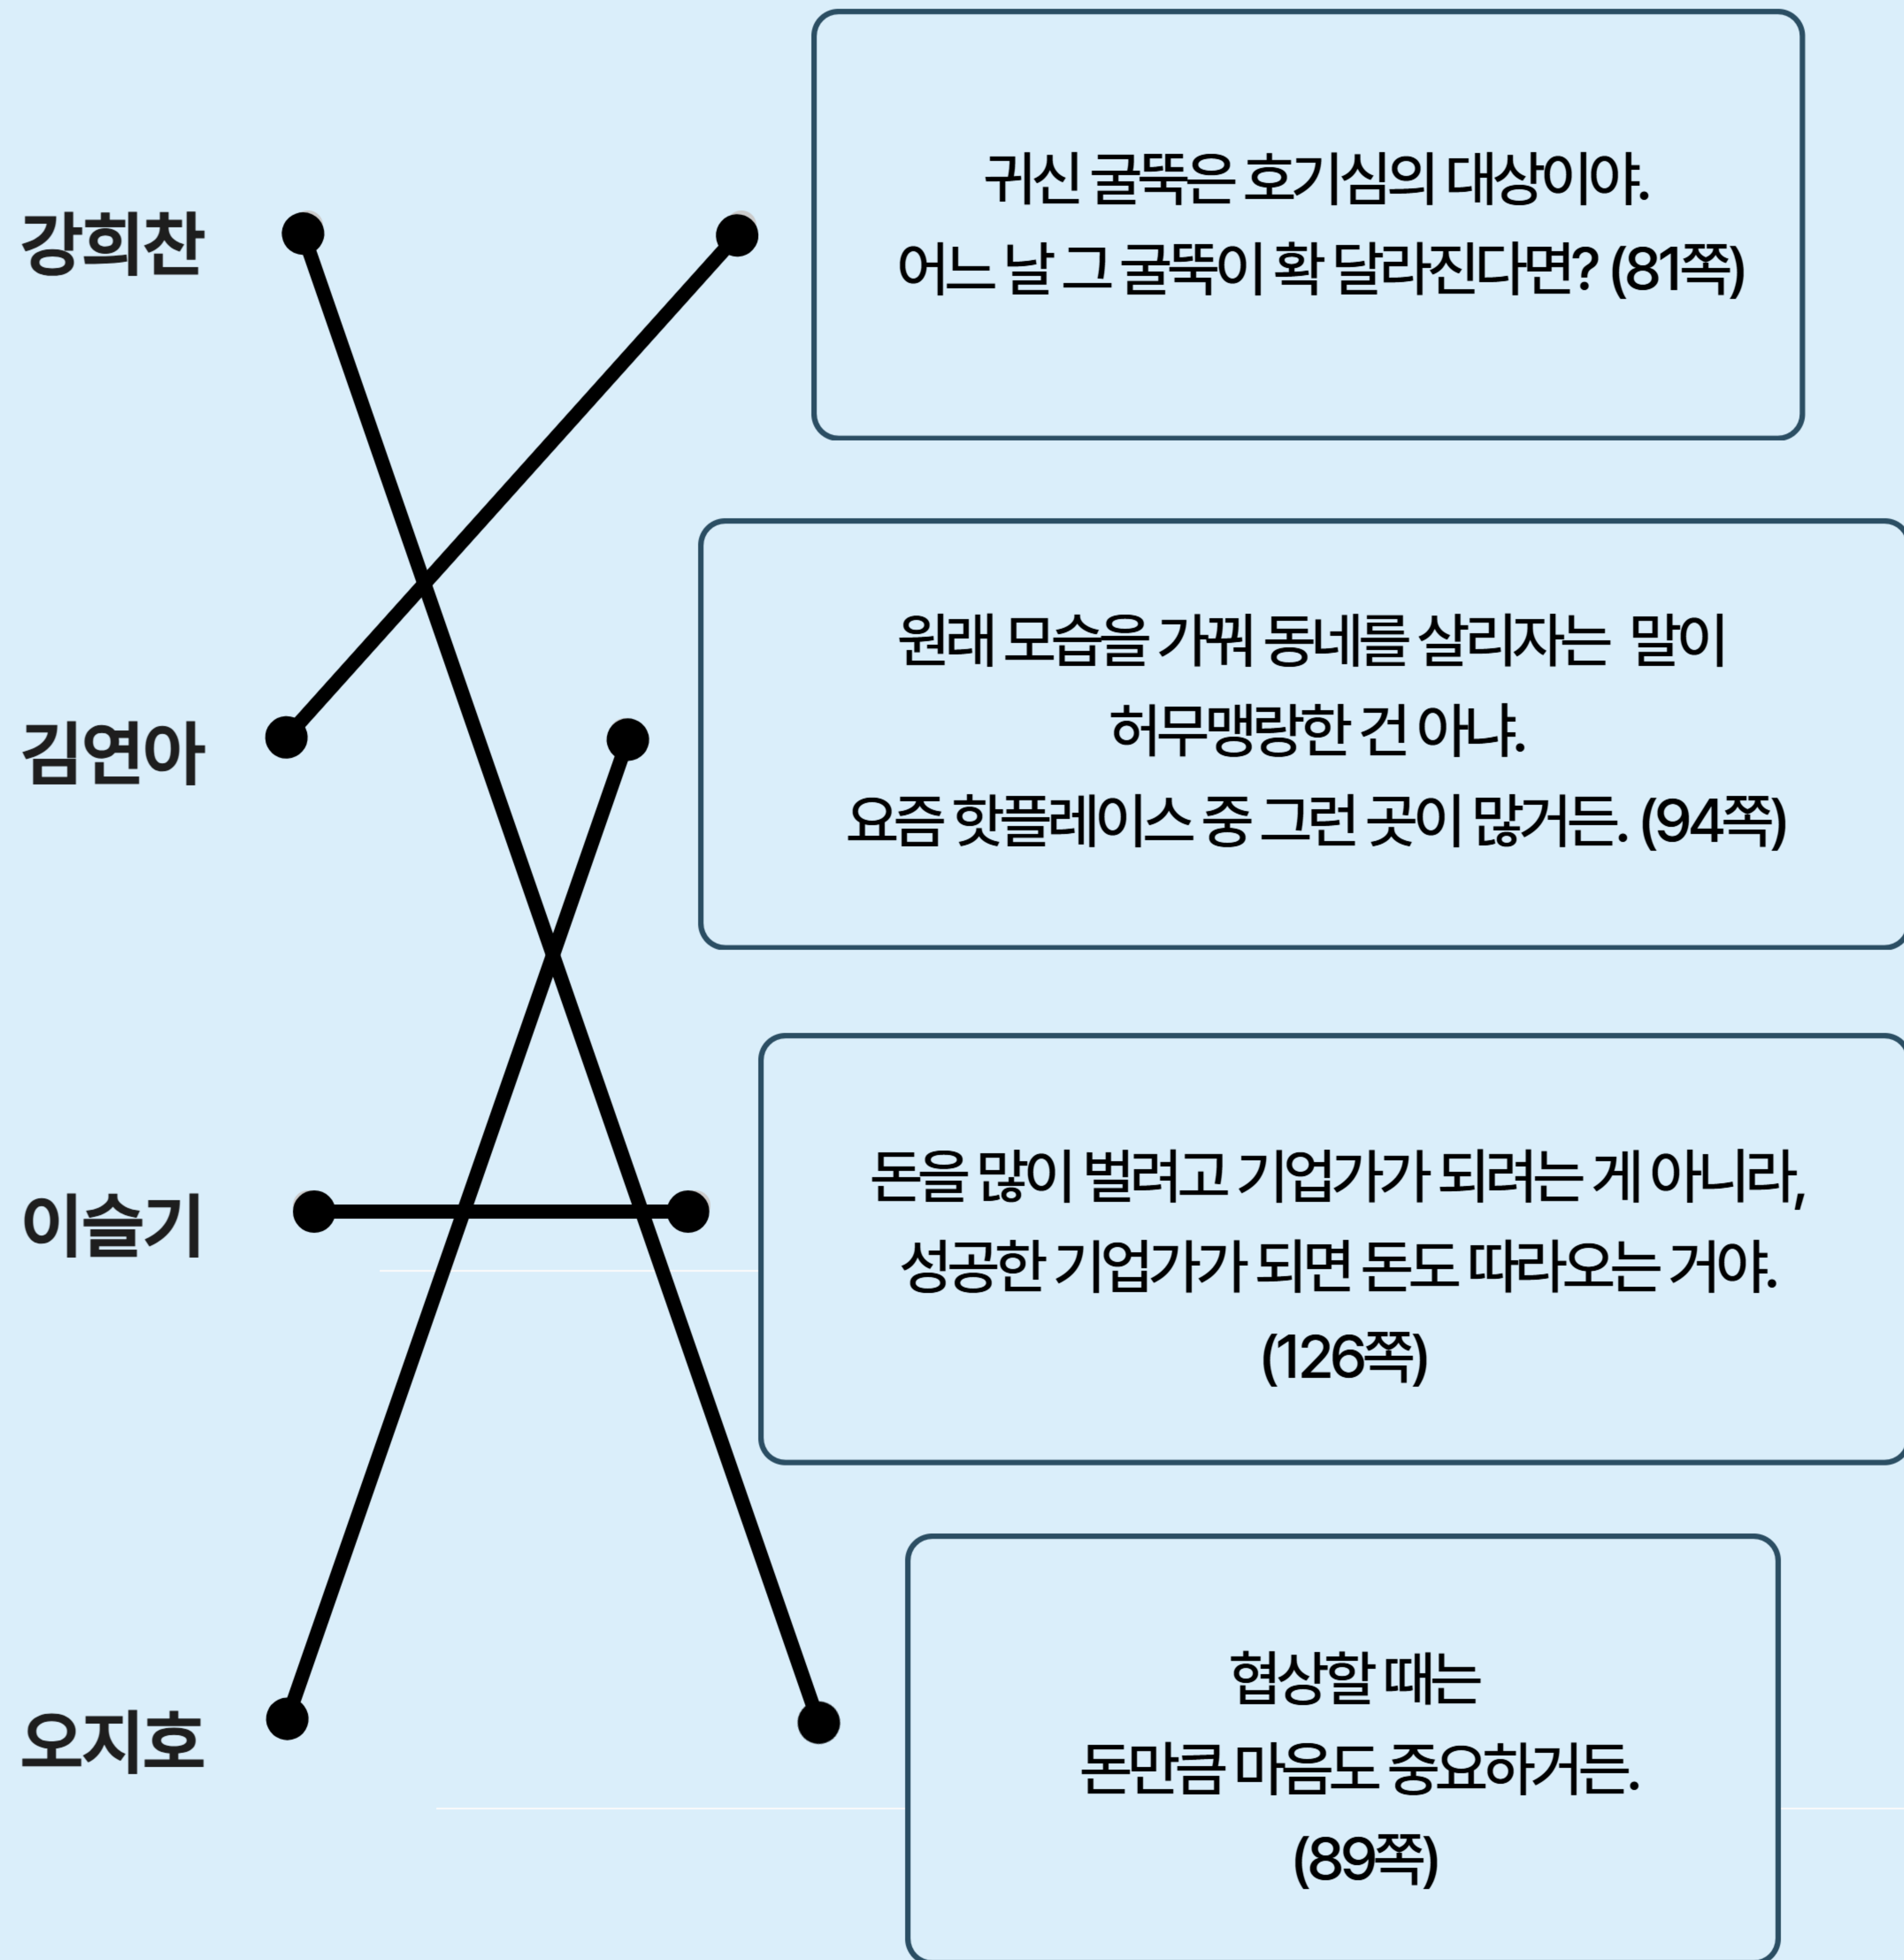 강희찬
귀신 굴뚝은 호기심의 대상이야.
어느 날 그 굴뚝이 확 달라진다면? (81쪽)
김연아
원래 모습을 가꿔 동네를 살리자는 말이
허무맹랑한 건 아냐.
요즘 핫플레이스 중 그런 곳이 많거든. (94쪽)
이슬기
돈을 많이 벌려고 기업가가 되려는 게 아니라,
성공한 기업가가 되면 돈도 따라오는 거야.
(126쪽)
오지호
협상할 때는
돈만큼 마음도 중요하거든.
(89쪽)